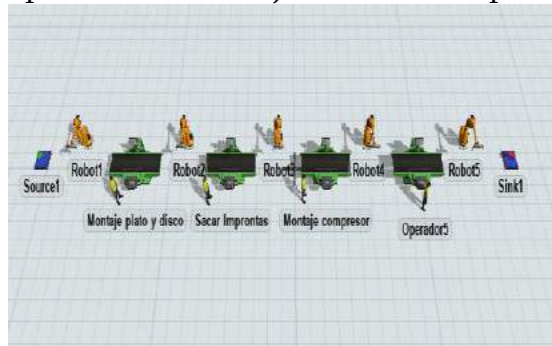 Robot1 Robot2 Robot3 Robot4 Robot5
Source1 Sink1
Montaje plato y disco Sacar Improntas Montaje compresor Operador5